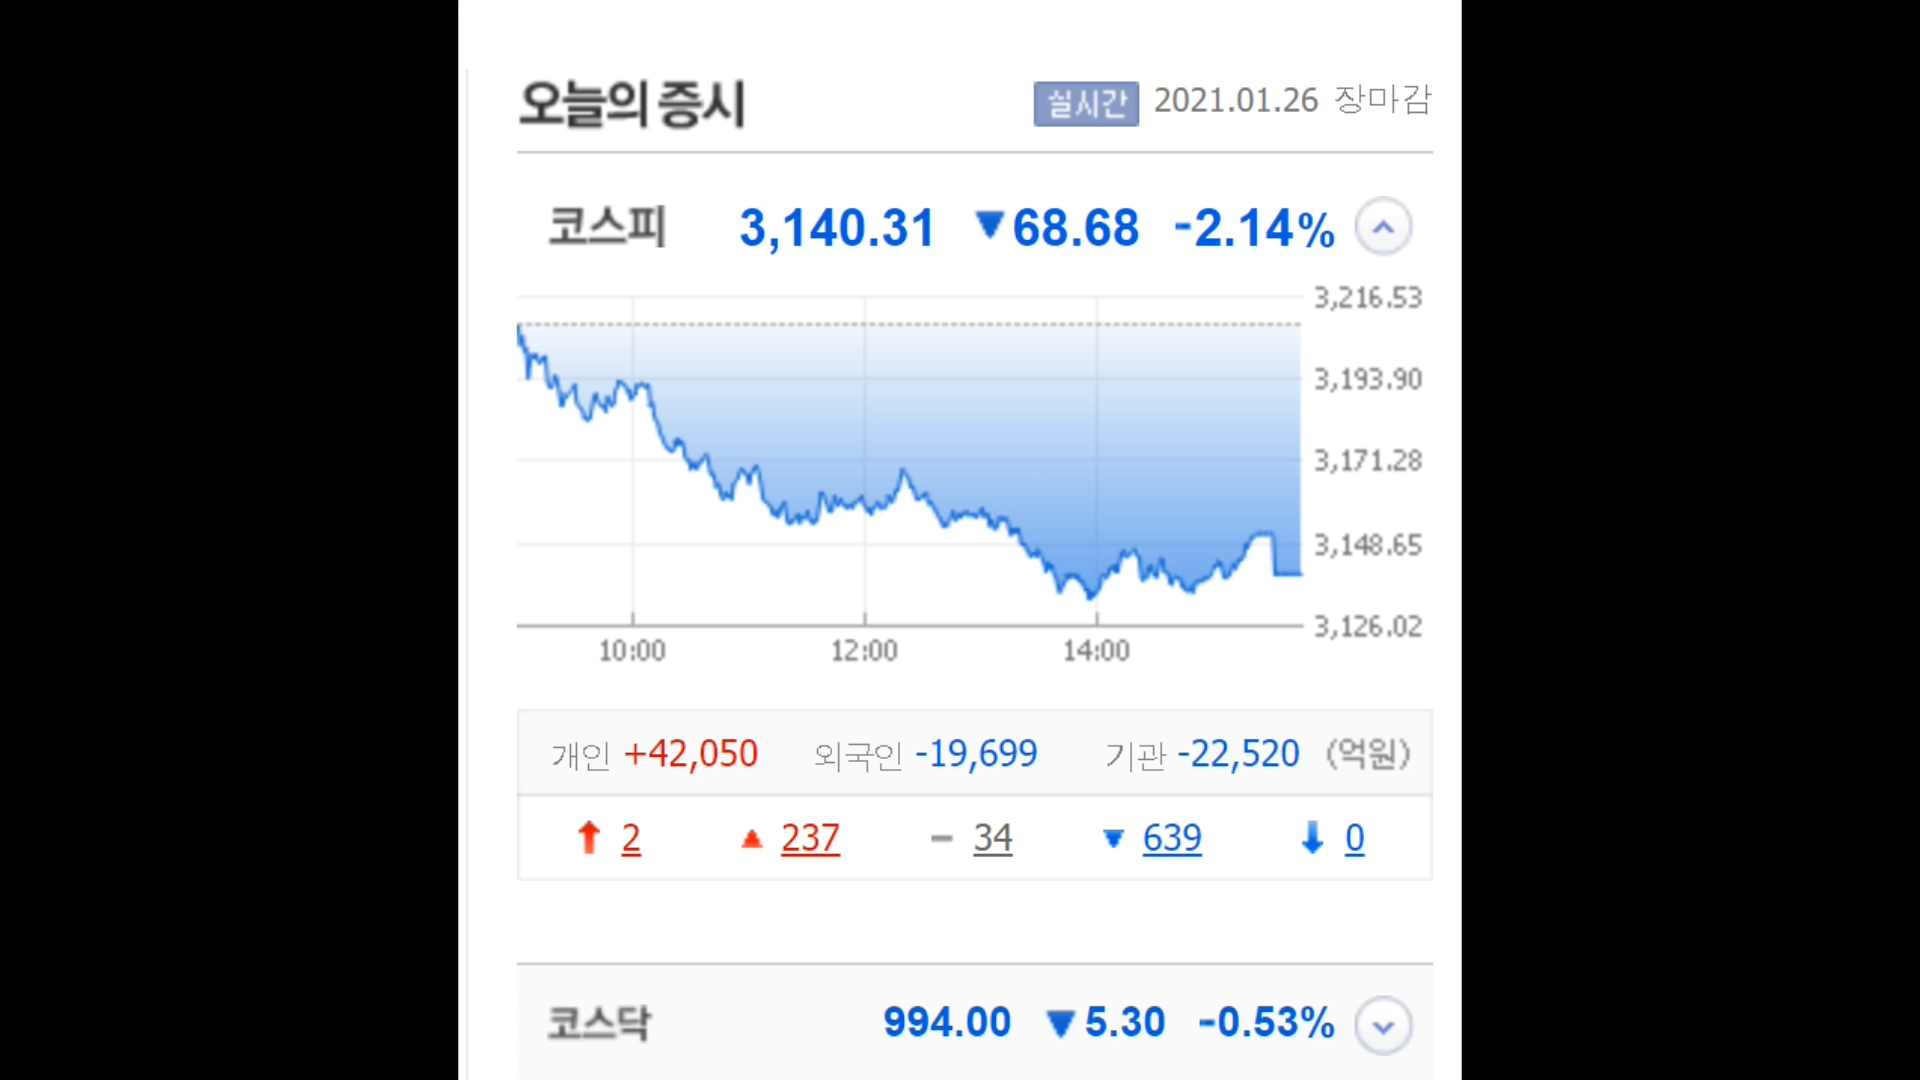 오늘의 증시 실시간 2021.01.26 장마감
코스피 3,140.31 ▼68.68 -2.14%
3,216.53
3,193.90
3,171.28
3,148.65
3,126.02
10:00 12:00 14:00
개인 +42,050 외국인 -19,699 기관 -22,520 (억원)
↑ 2 ▲ 237 - 34 ▼ 639 ↓ 0
코스닥 994.00 ▼5.30 -0.53%